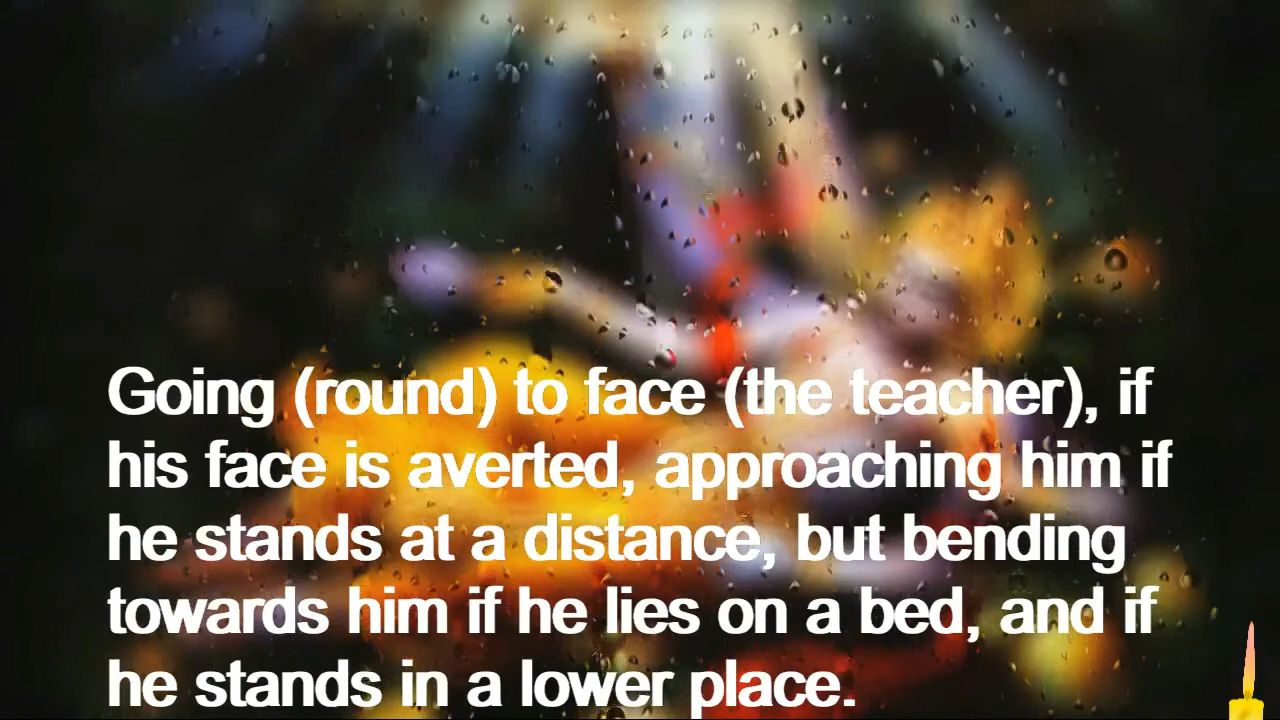 Going (round) to face (the teacher), if
his face is averted, approaching him if
he stands at a distance, but bending
towards him if he lies on a bed, and if
he stands in a lower place.